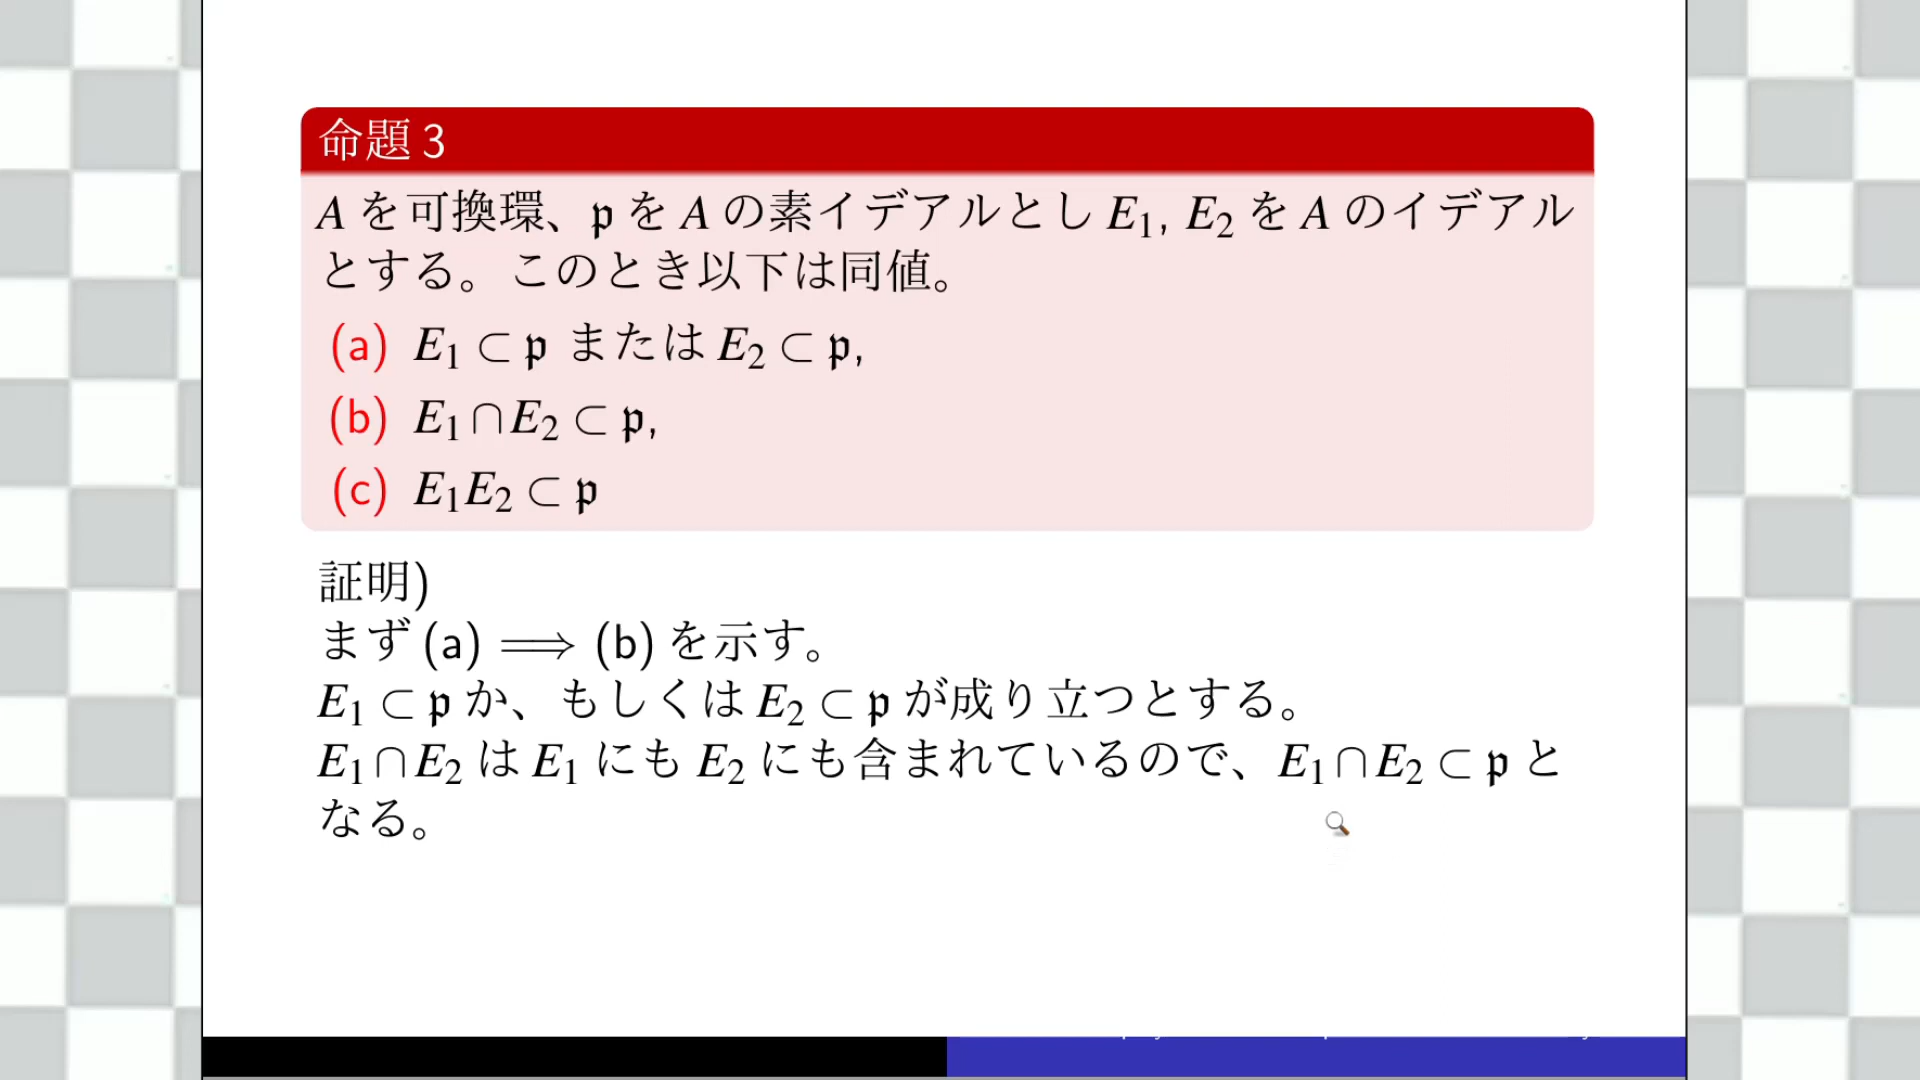 命題 3
A を可換環、𝔭 を A の素イデアルとし E₁, E₂ を A のイデアル
とする。このとき以下は同値。
(a) E₁ ⊂ 𝔭 または E₂ ⊂ 𝔭,
(b) E₁ ∩ E₂ ⊂ 𝔭,
(c) E₁E₂ ⊂ 𝔭
証明)
まず (a) ⟹ (b) を示す。
E₁ ⊂ 𝔭 か、もしくは E₂ ⊂ 𝔭 が成り立つとする。
E₁ ∩ E₂ は E₁ にも E₂ にも含まれているので、E₁ ∩ E₂ ⊂ 𝔭 と
なる。